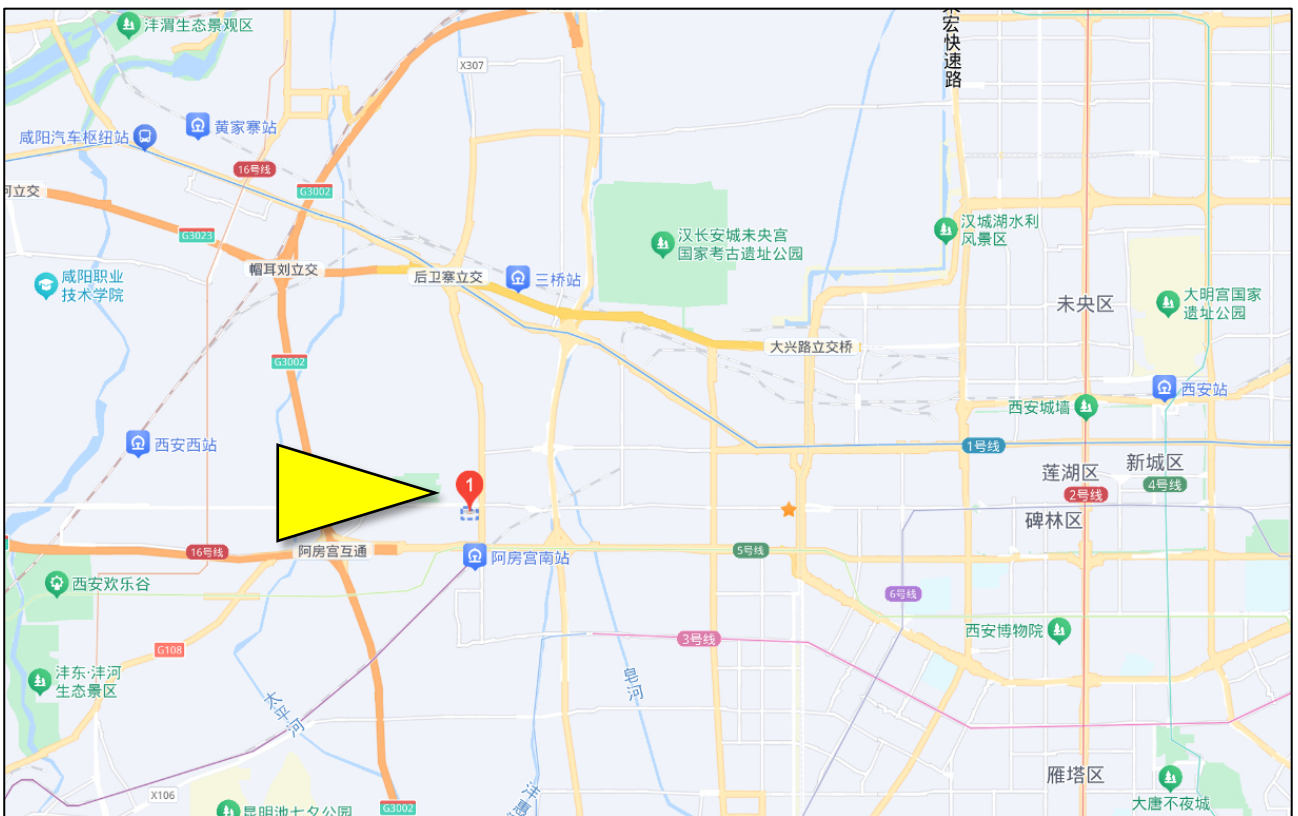 沣渭生态景观区
宏快速路
X307
黄家寨站
咸阳汽车枢纽站
16号线
G3002
河立交
汉城湖水利
风景区
G3023
汉长安城未央宫
国家考古遗址公园
帽耳刘立交
后卫寨立交
三桥站
咸阳职业
技术学院
未央区
大明宫国家
遗址公园
大兴路立交桥
G3002
西安站
西安城墙
西安西站
1号线
新城区
莲湖区
4号线
2号线
1
碑林区
16号线
阿房宫互通
阿房宫南站
5号线
西安欢乐谷
6号线
西安博物院
3号线
G108
沣东·沣河
生态景区
皂河
太平河
雁塔区
X106
沣惠
大唐不夜城
昆明池七夕公园
G3002